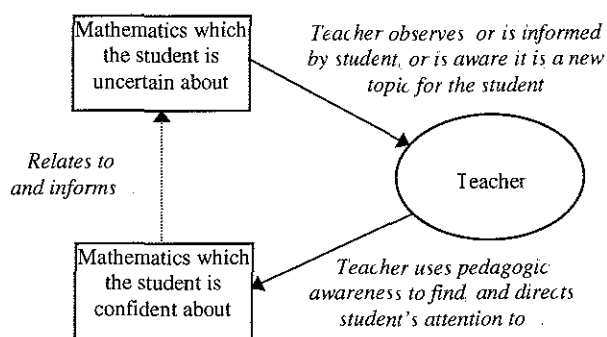 Mathematics which
the student is
uncertain about
Teacher observes or is informed
by student, or is aware it is a new
topic for the student
Relates to
and informs
Teacher
Mathematics which
the student is
confident about
Teacher uses pedagogic
awareness to find, and directs
student's attention to .